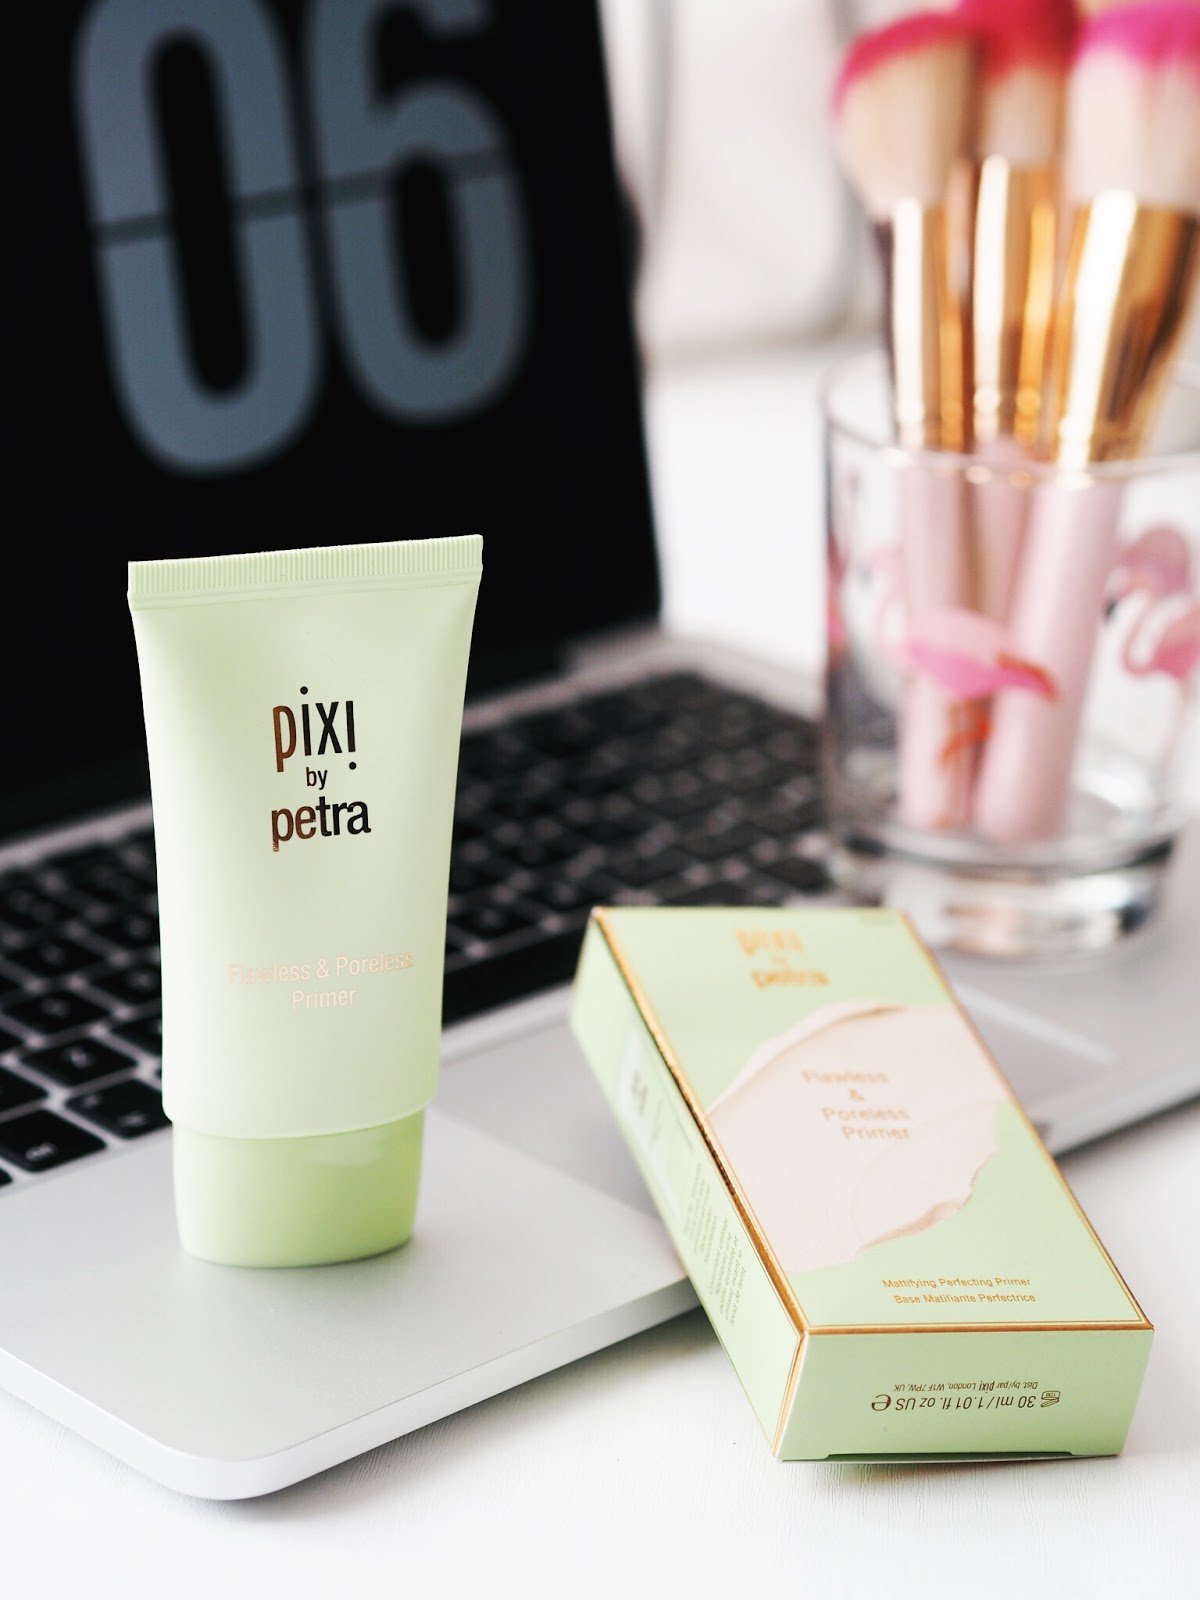 06
pixi
by
petra
Flawless & Poreless
Primer
pixi
by
petra
Flawless
&
Poreless
Primer
Mattifying Perfecting Primer
Base Matifiante Perfectrice
30 ml / 1.01 fl. oz US e
Dist. by/par pixi London, W1F 7PW, UK